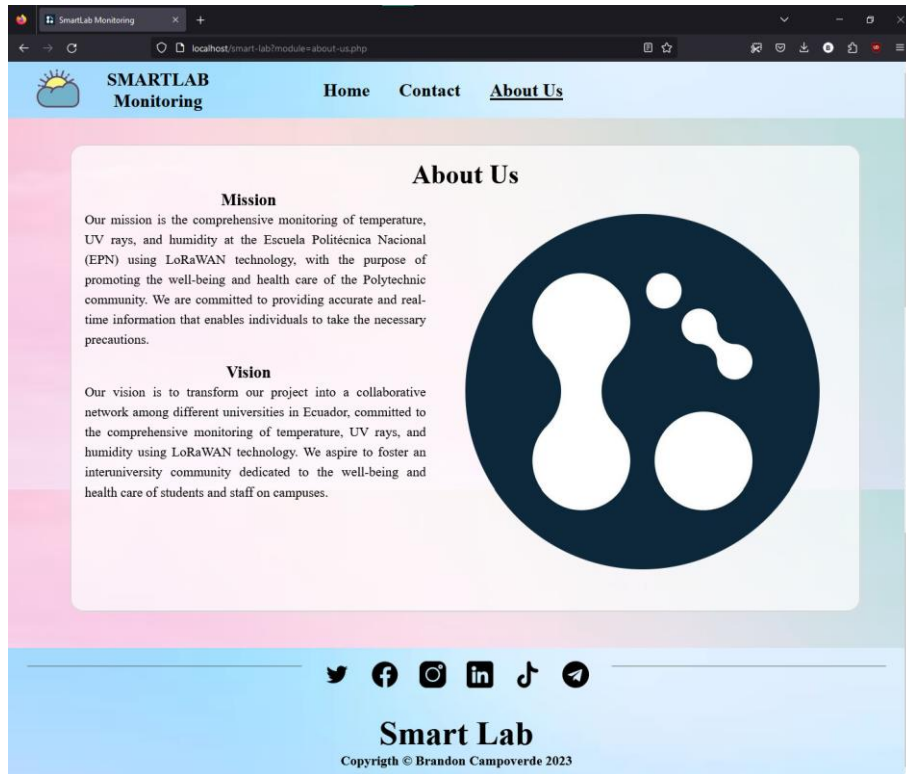 SmartLab Monitoring
localhost/smart-lab?module=about-us.php
SMARTLAB
Monitoring
Home
Contact
About Us
About Us
Mission
Our mission is the comprehensive monitoring of temperature,
UV rays, and humidity at the Escuela Politécnica Nacional
(EPN) using LoRaWAN technology, with the purpose of
promoting the well-being and health care of the Polytechnic
community. We are committed to providing accurate and real-
time information that enables individuals to take the necessary
precautions.
Vision
Our vision is to transform our project into a collaborative
network among different universities in Ecuador, committed to
the comprehensive monitoring of temperature, UV rays, and
humidity using LoRaWAN technology. We aspire to foster an
interuniversity community dedicated to the well-being and
health care of students and staff on campuses.
Smart Lab
Copyrigth © Brandon Campoverde 2023